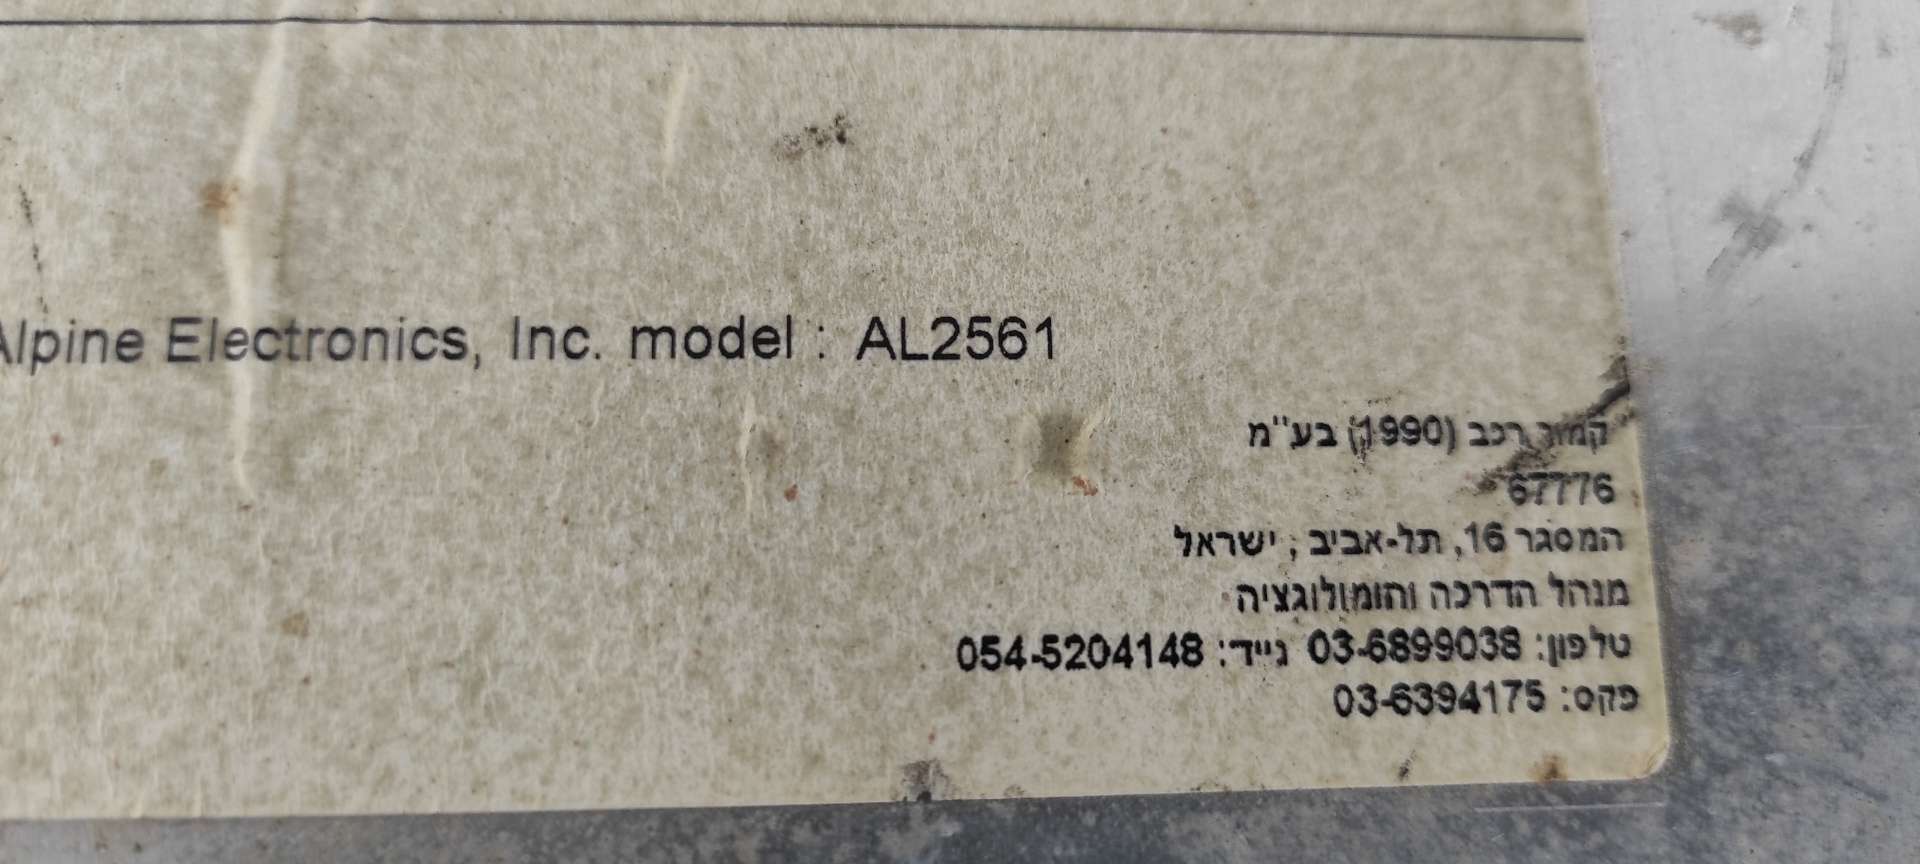 Alpine Electronics, Inc. model : AL2561
קמור רכב (1990) בע''מ
67776
המסגר 16, תל-אביב , ישראל
מנהל הדרכה והומולוגציה
טלפון: 03-6899038 נייד: 054-5204148
פקס: 03-6394175